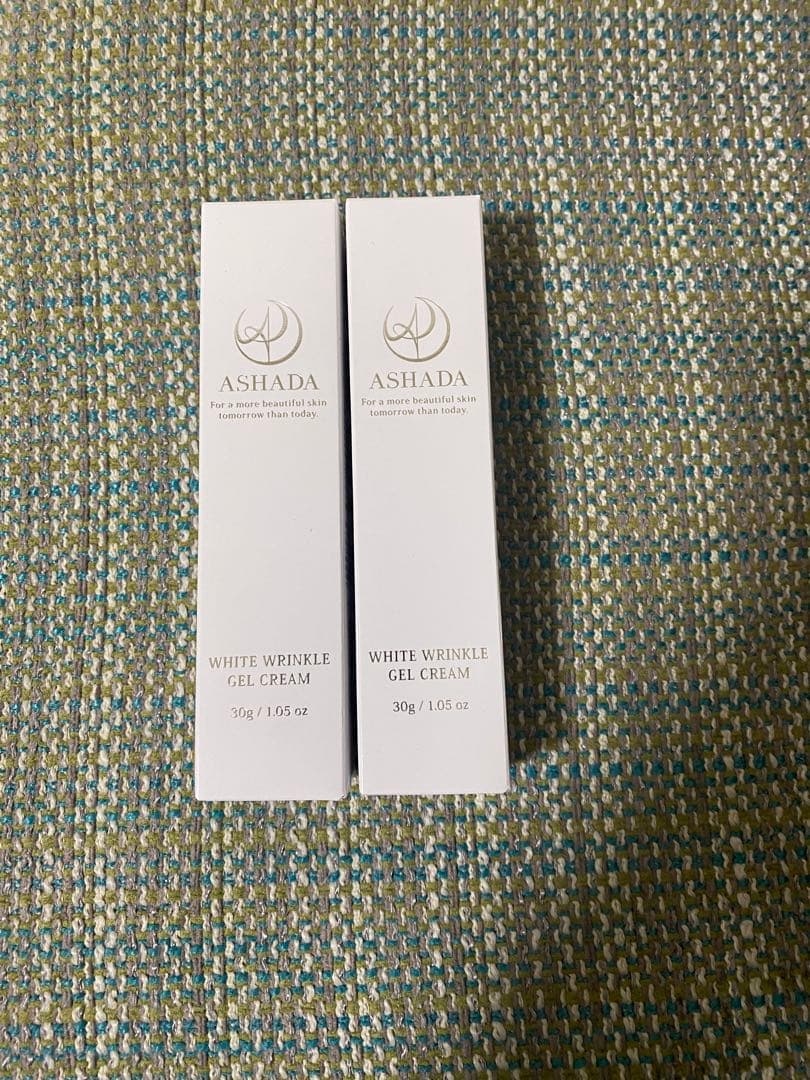 ASHADA
For a more beautiful skin
tomorrow than today.
WHITE WRINKLE
GEL CREAM
30g / 1.05 oz
ASHADA
For a more beautiful skin
tomorrow than today.
WHITE WRINKLE
GEL CREAM
30g / 1.05 oz